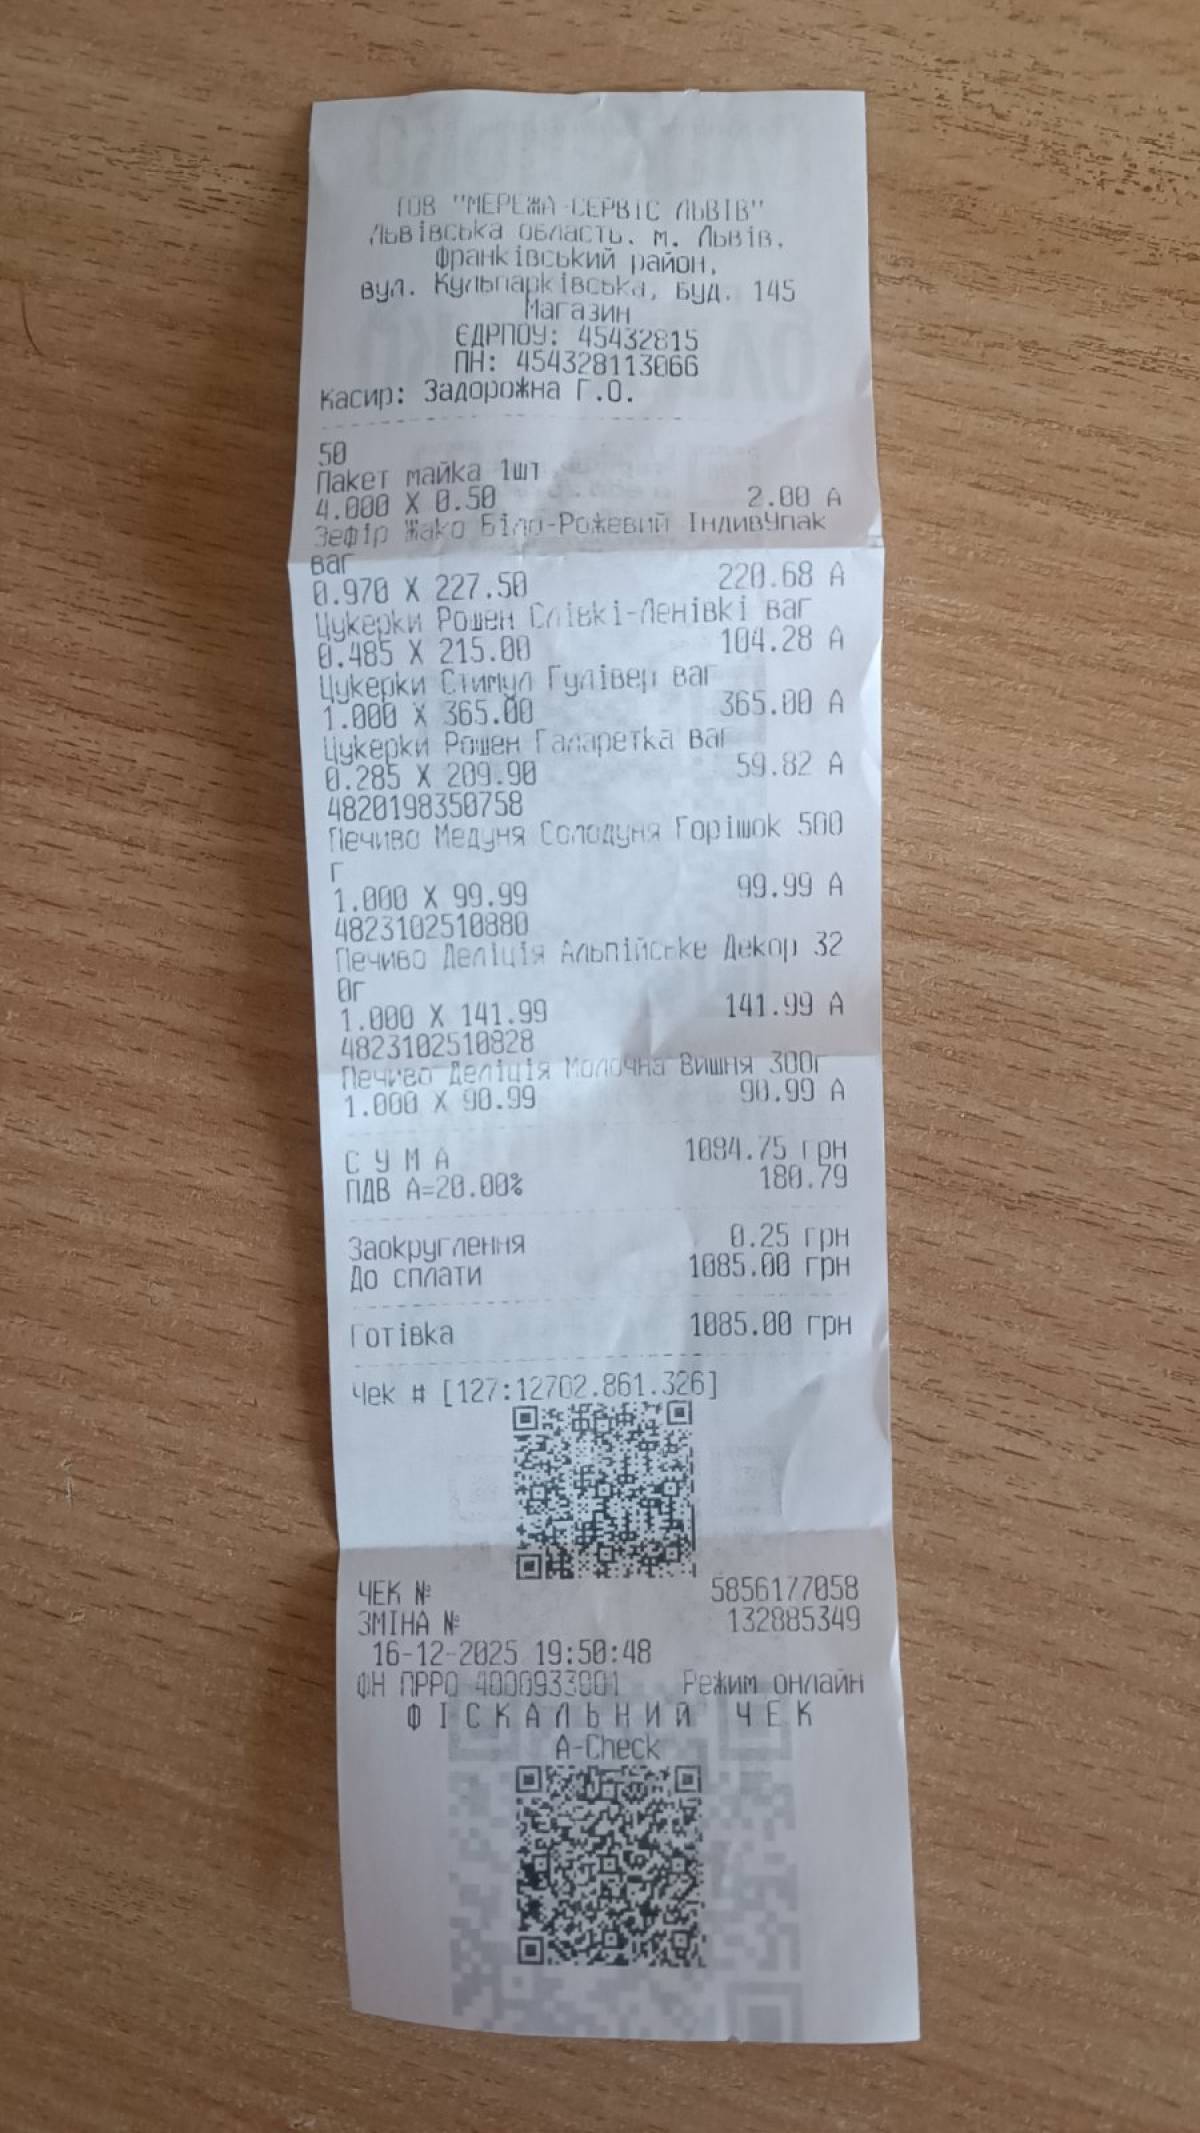 ТОВ "МЕРЕЖА-СЕРВІС ЛЬВІВ"
Львівська область, м. Львів,
Франківський район,
вул. Кульпарківська, буд. 145
Магазин
ЄДРПОУ: 45432815
ПН: 454328113066
Касир: Задорожна Г.О.
50
Пакет майка 1шт
4.000 X 0.50 2.00 А
Зефір Жако Біло-Рожевий ІндивУпак
ваг
0.970 X 227.50 220.68 А
Цукерки Рошен Слівкі-Ленівкі ваг
0.485 X 215.00 104.28 А
Цукерки Стимул Гулівер ваг
1.000 X 365.00 365.00 А
Цукерки Рошен Галаретка ваг
0.285 X 209.90 59.82 А
4820198350758
Печиво Медуня Солодуня Горішок 500
г
1.000 X 99.99 99.99 А
4823102510880
Печиво Деліція Альпійське Декор 32
0г
1.000 X 141.99 141.99 А
4823102510828
Печиво Деліція Молочна Вишня 300г
1.000 X 90.99 90.99 А
С У М А 1084.75 грн
ПДВ А=20.00% 180.79
Заокруглення 0.25 грн
До сплати 1085.00 грн
Готівка 1085.00 грн
Чек # [127:12702.861.326]
ЧЕК № 5856177058
ЗМІНА № 132885349
16-12-2025 19:50:48
ФН ПРРО 4000933001 Режим онлайн
Ф І С К А Л Ь Н И Й Ч Е К
A-Check